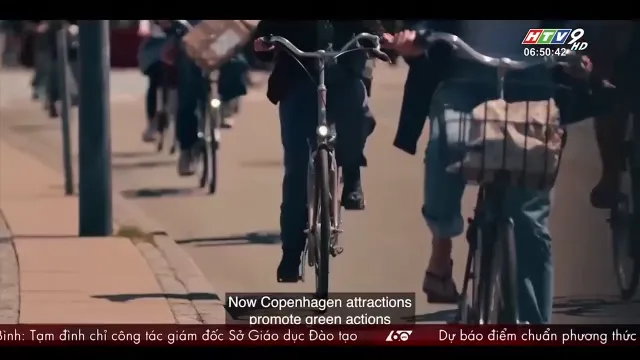 HTV9
HD
06:50:42
Now Copenhagen attractions
promote green actions
Bình: Tạm đình chỉ công tác giám đốc Sở Giáo dục Đào tạo
60
Dự báo điểm chuẩn phương thức